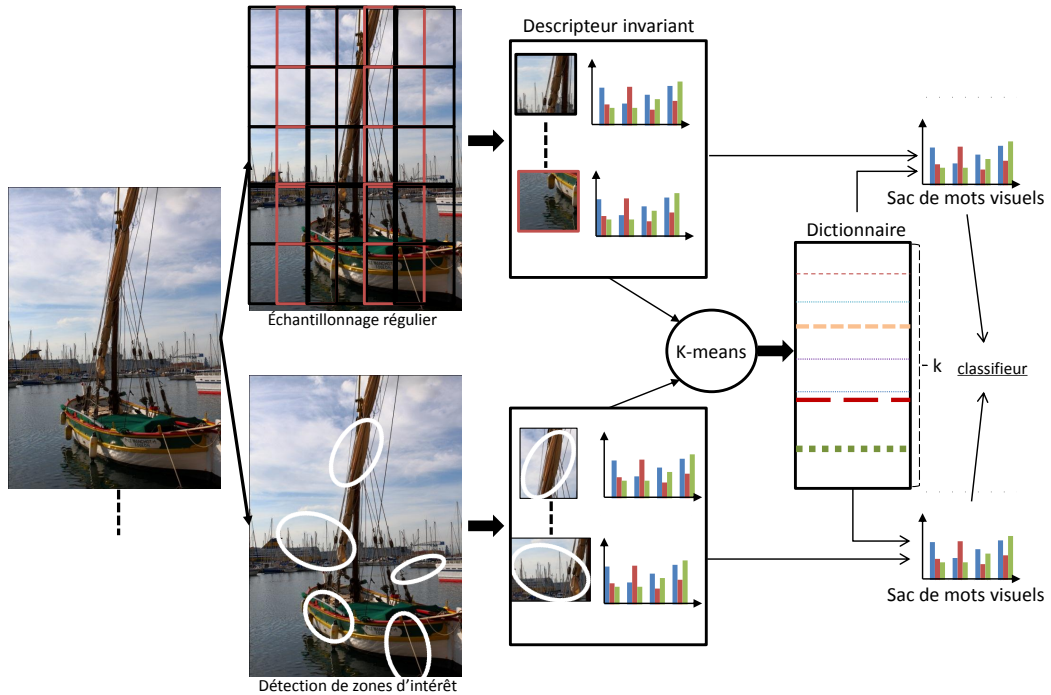 Descripteur invariant
Échantillonnage régulier
Sac de mots visuels
Dictionnaire
K-means
k
classifieur
Sac de mots visuels
Détection de zones d'intérêt